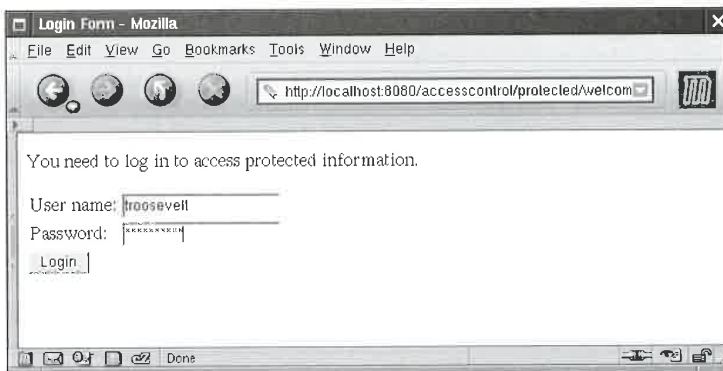 Login Form - Mozilla
File Edit View Go Bookmarks Tools Window Help
http://localhost:8080/accesscontrol/protected/welcom
You need to log in to access protected information.
User name: troosevelt
Password: **********
Login
Done